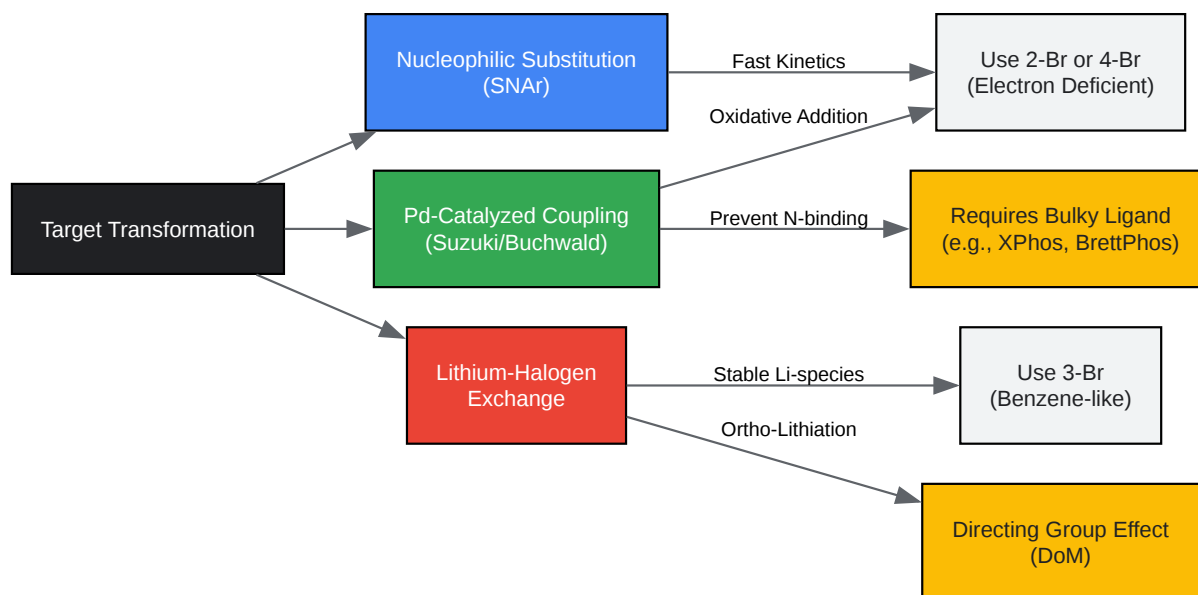 Nucleophilic Substitution
(SNAr)
Fast Kinetics
Use 2-Br or 4-Br
(Electron Deficient)
Oxidative Addition
Target Transformation
Pd-Catalyzed Coupling
(Suzuki/Buchwald)
Prevent N-binding
Requires Bulky Ligand
(e.g., XPhos, BrettPhos)
Lithium-Halogen
Exchange
Stable Li-species
Use 3-Br
(Benzene-like)
Ortho-Lithiation
Directing Group Effect
(DoM)